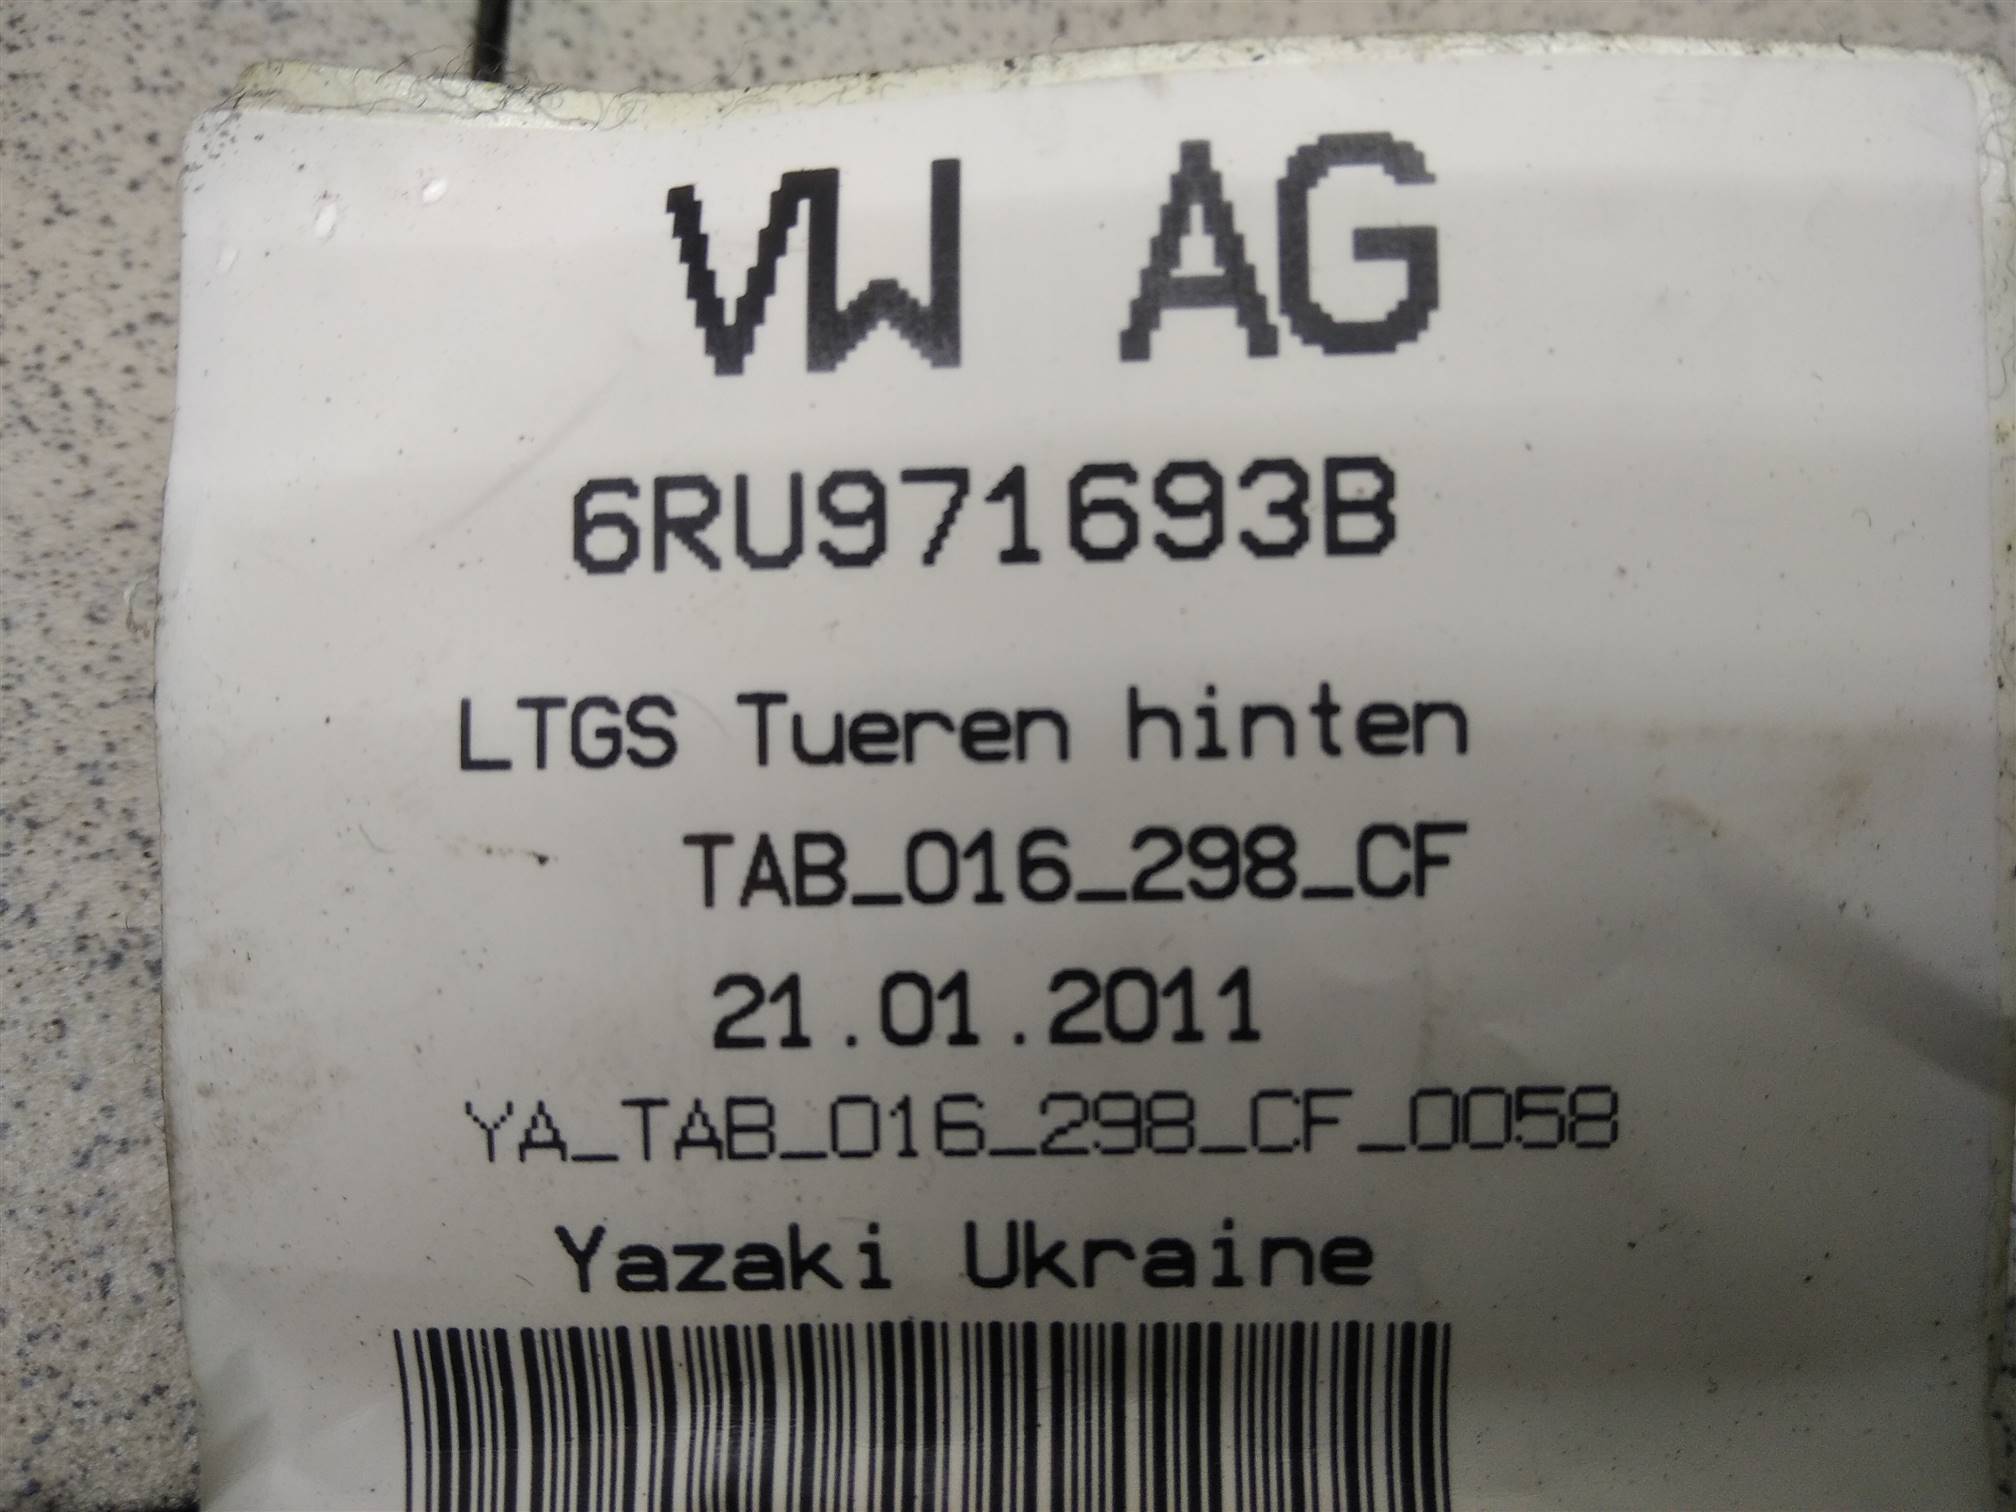 VW AG
6RU971693B
LTGS Tueren hinten
TAB_016_298_CF
21.01.2011
YA_TAB_016_298_CF_0058
Yazaki Ukraine